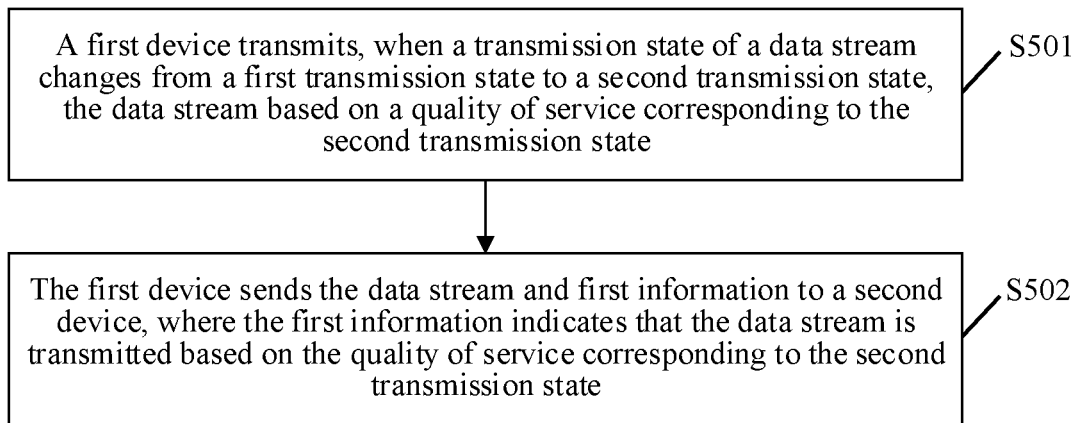 A first device transmits, when a transmission state of a data stream
changes from a first transmission state to a second transmission state,
the data stream based on a quality of service corresponding to the
second transmission state
S501
The first device sends the data stream and first information to a second
device, where the first information indicates that the data stream is
transmitted based on the quality of service corresponding to the second
transmission state
S502